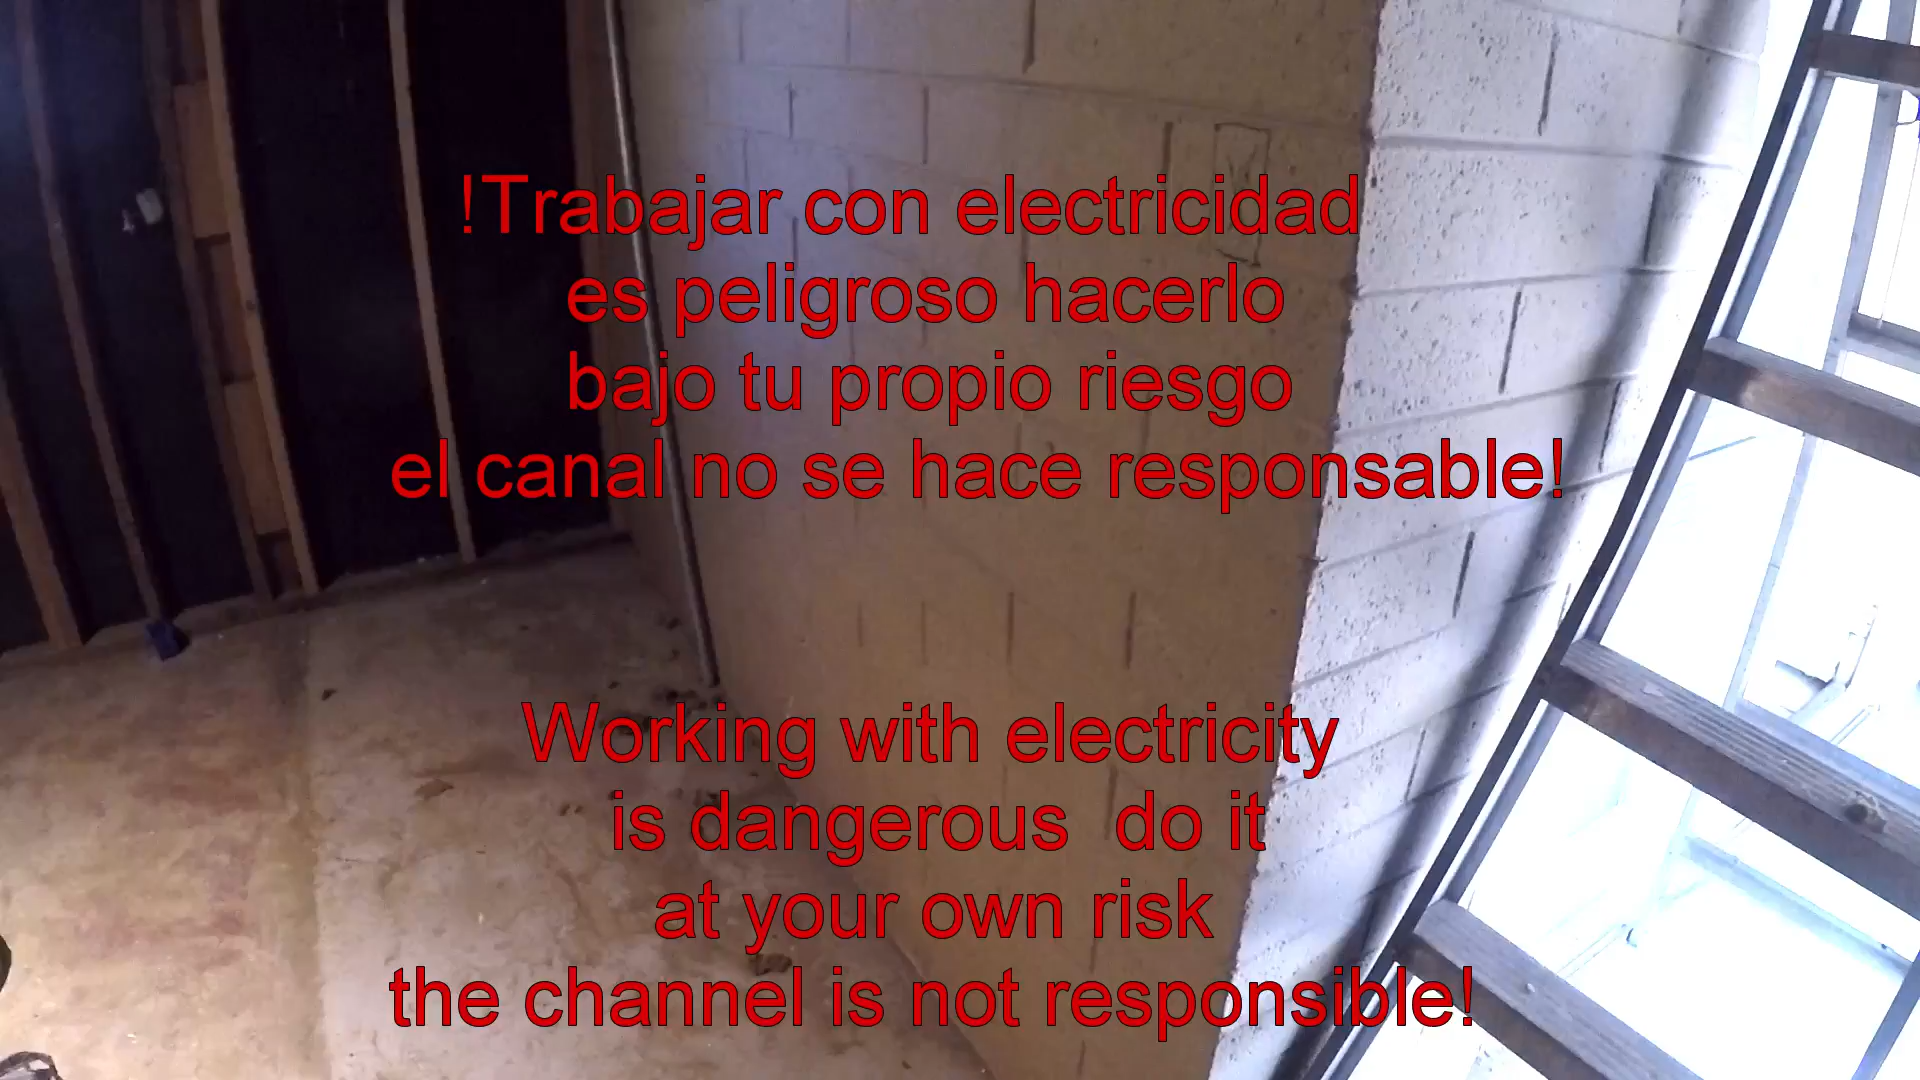 !Trabajar con electricidad
es peligroso hacerlo
bajo tu propio riesgo
el canal no se hace responsable!
Working with electricity
is dangerous  do it
at your own risk
the channel is not responsible!